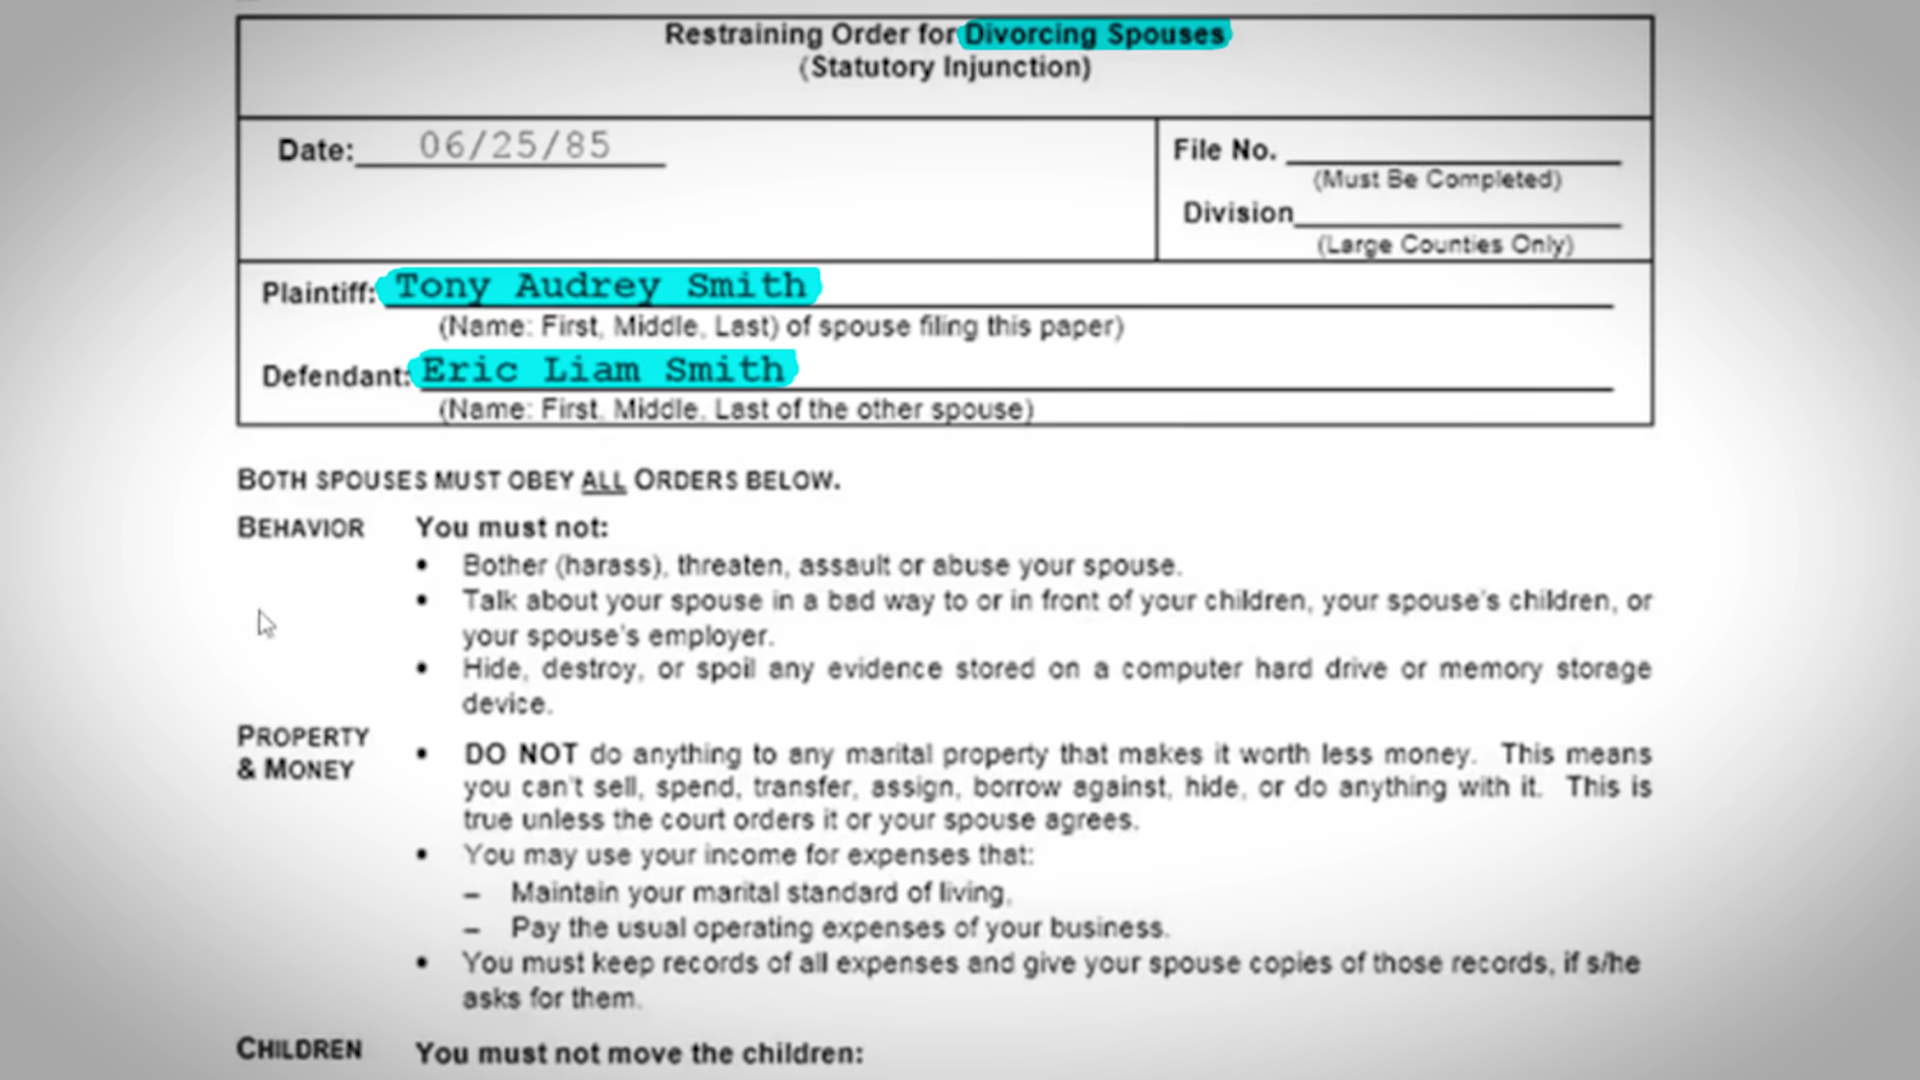 Restraining Order for Divorcing Spouses
(Statutory Injunction)
Date: 06/25/85
File No.
(Must Be Completed)
Division
(Large Counties Only)
Plaintiff: Tony Audrey Smith
(Name: First, Middle, Last) of spouse filing this paper)
Defendant: Eric Liam Smith
(Name: First, Middle, Last of the other spouse)
BOTH SPOUSES MUST OBEY ALL ORDERS BELOW.
BEHAVIOR You must not:
• Bother (harass), threaten, assault or abuse your spouse.
• Talk about your spouse in a bad way to or in front of your children, your spouse's children, or
your spouse's employer.
• Hide, destroy, or spoil any evidence stored on a computer hard drive or memory storage
device.
PROPERTY
& MONEY
• DO NOT do anything to any marital property that makes it worth less money. This means
you can't sell, spend, transfer, assign, borrow against, hide, or do anything with it. This is
true unless the court orders it or your spouse agrees.
• You may use your income for expenses that:
– Maintain your marital standard of living,
– Pay the usual operating expenses of your business.
• You must keep records of all expenses and give your spouse copies of those records, if s/he
asks for them.
CHILDREN You must not move the children: